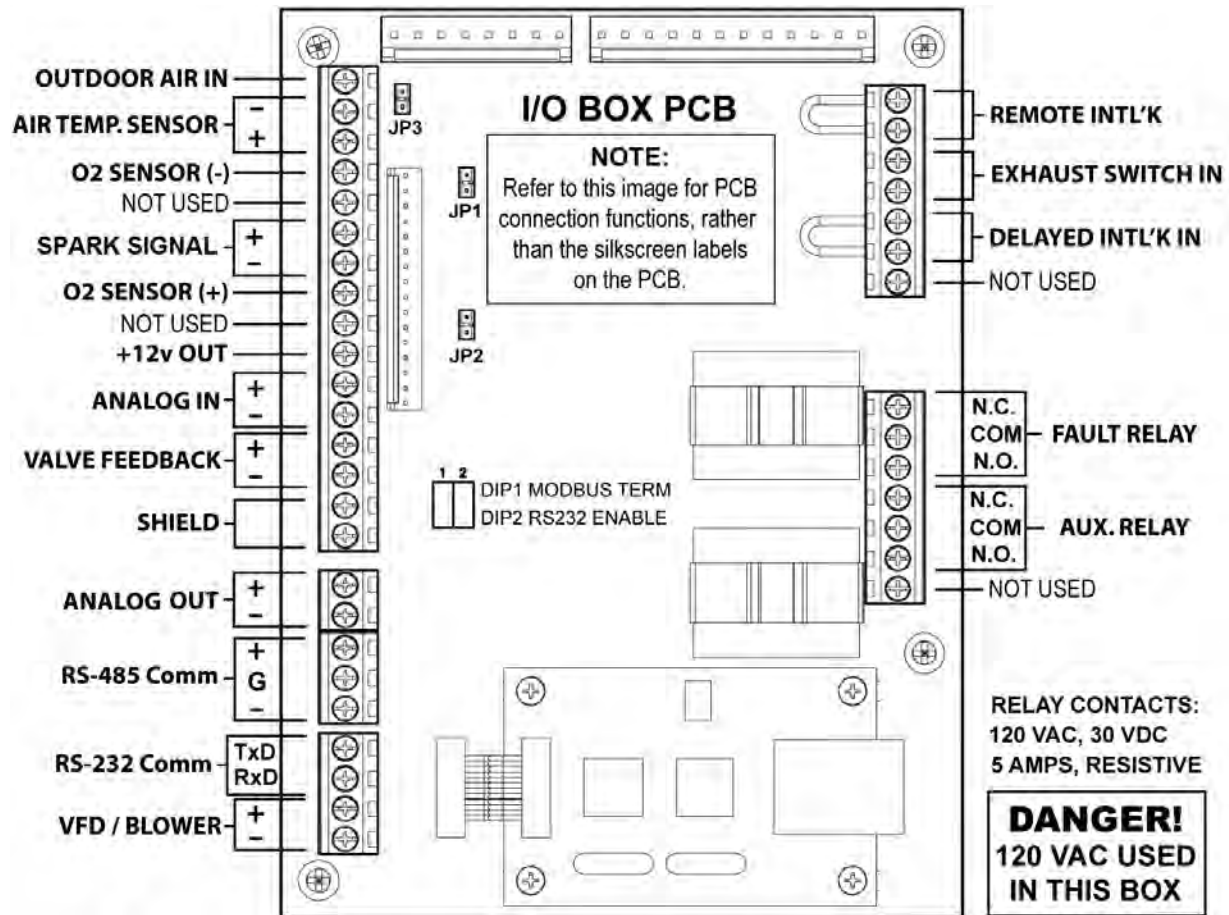 OUTDOOR AIR IN
AIR TEMP. SENSOR
-
+
O2 SENSOR (-)
NOT USED
SPARK SIGNAL
+
-
O2 SENSOR (+)
NOT USED
+12v OUT
ANALOG IN
+
-
VALVE FEEDBACK
+
-
SHIELD
ANALOG OUT
+
-
RS-485 Comm
+
G
-
RS-232 Comm
TxD
RxD
VFD / BLOWER
+
-
JP3
I/O BOX PCB
NOTE:
Refer to this image for PCB
connection functions, rather
than the silkscreen labels
on the PCB.
JP1
JP2
1 2
DIP1 MODBUS TERM
DIP2 RS232 ENABLE
REMOTE INTL'K
EXHAUST SWITCH IN
DELAYED INTL'K IN
NOT USED
N.C.
COM
N.O.
FAULT RELAY
N.C.
COM
N.O.
AUX. RELAY
NOT USED
RELAY CONTACTS:
120 VAC, 30 VDC
5 AMPS, RESISTIVE
DANGER!
120 VAC USED
IN THIS BOX